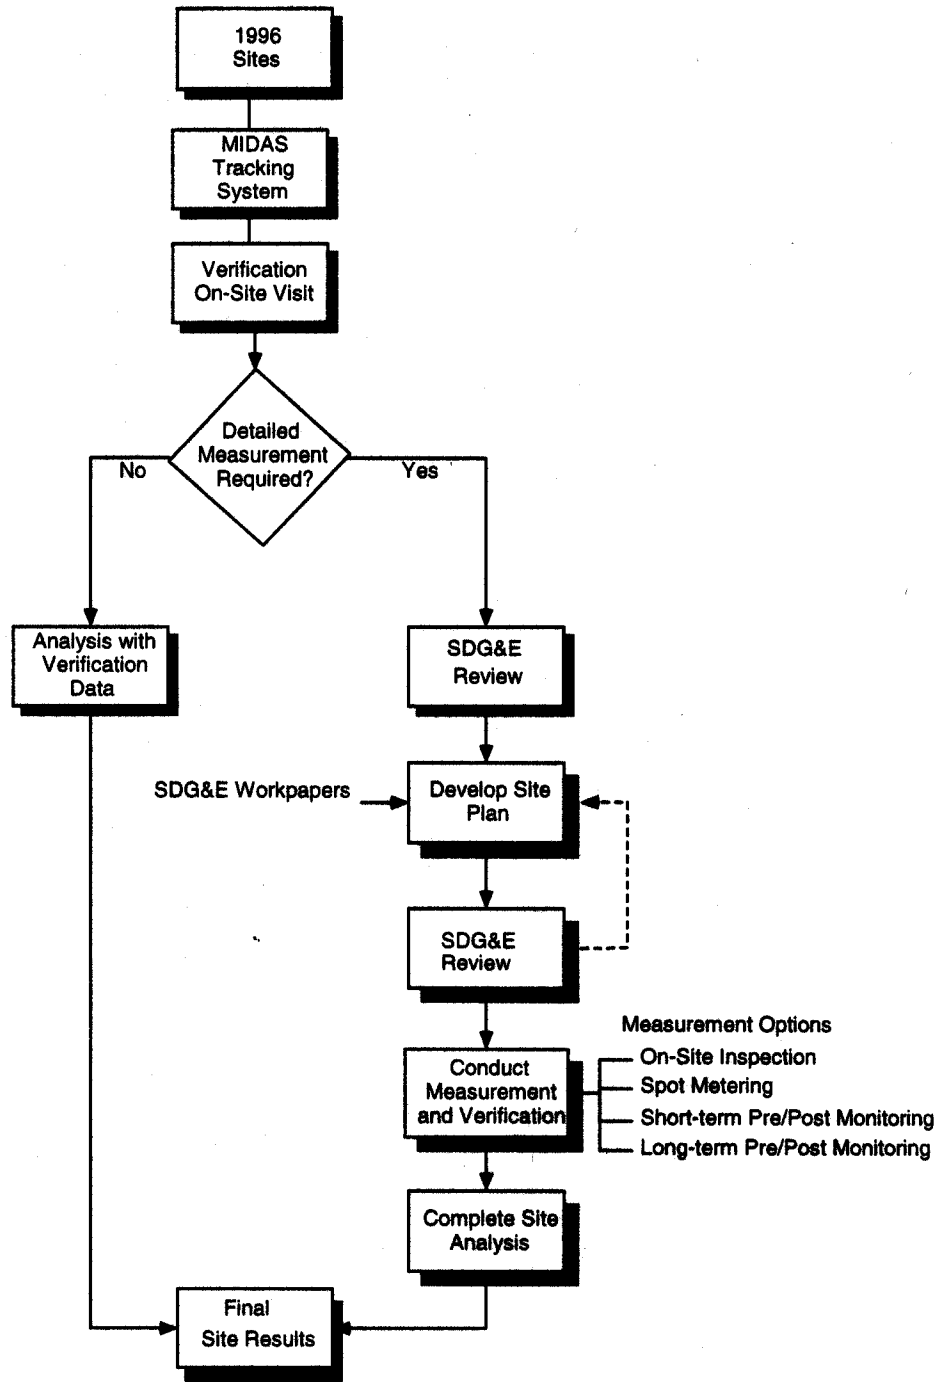 1996
Sites
MIDAS
Tracking
System
Verification
On-Site Visit
Detailed
Measurement
Required?
No
Yes
Analysis with
Verification
Data
SDG&E
Review
SDG&E Workpapers
Develop Site
Plan
SDG&E
Review
Measurement Options
Conduct
Measurement
and Verification
On-Site Inspection
Spot Metering
Short-term Pre/Post Monitoring
Long-term Pre/Post Monitoring
Complete Site
Analysis
Final
Site Results